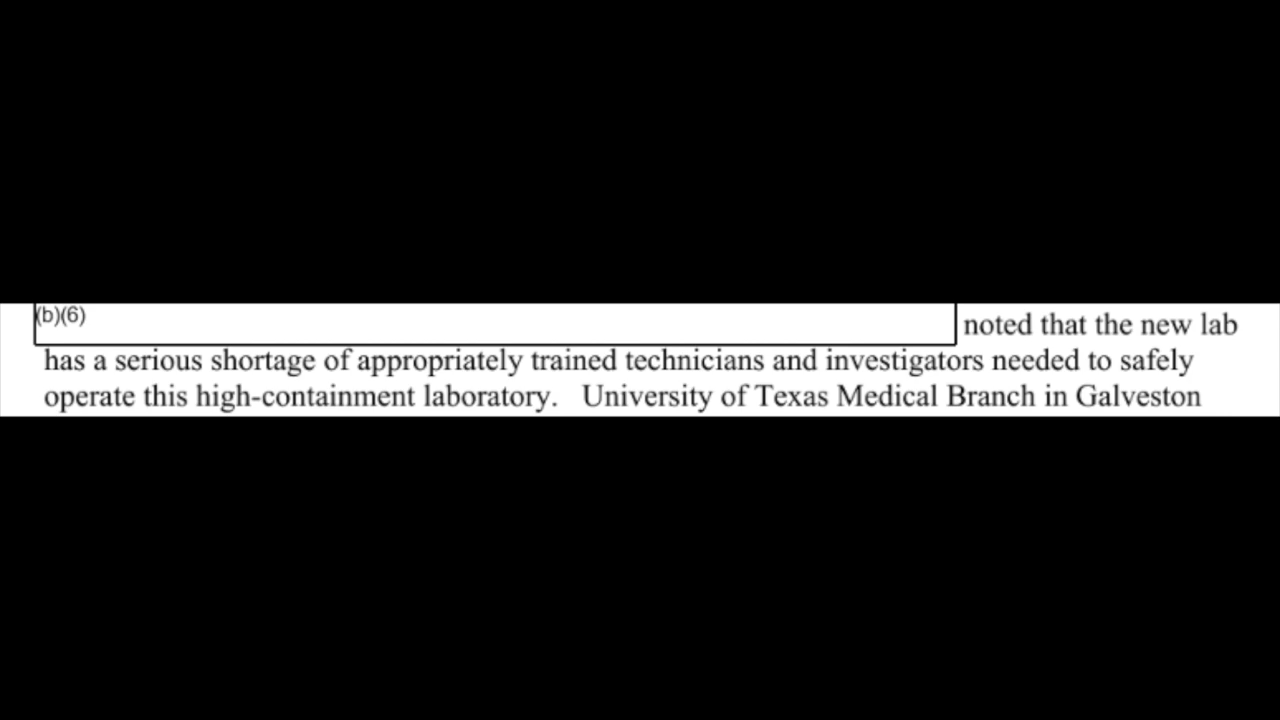 (b)(6) noted that the new lab
has a serious shortage of appropriately trained technicians and investigators needed to safely
operate this high-containment laboratory. University of Texas Medical Branch in Galveston